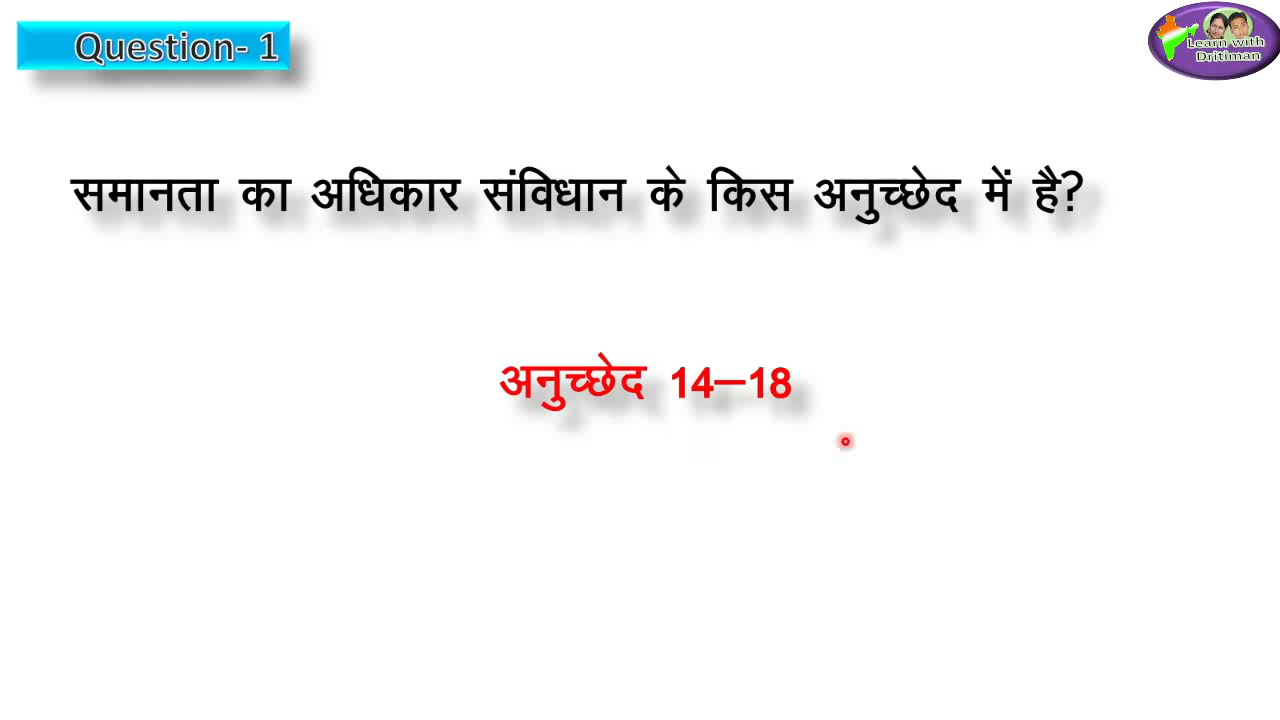 Question- 1
Learn with
Dritiman
समानता का अधिकार संविधान के किस अनुच्छेद में है?
अनुच्छेद 14–18